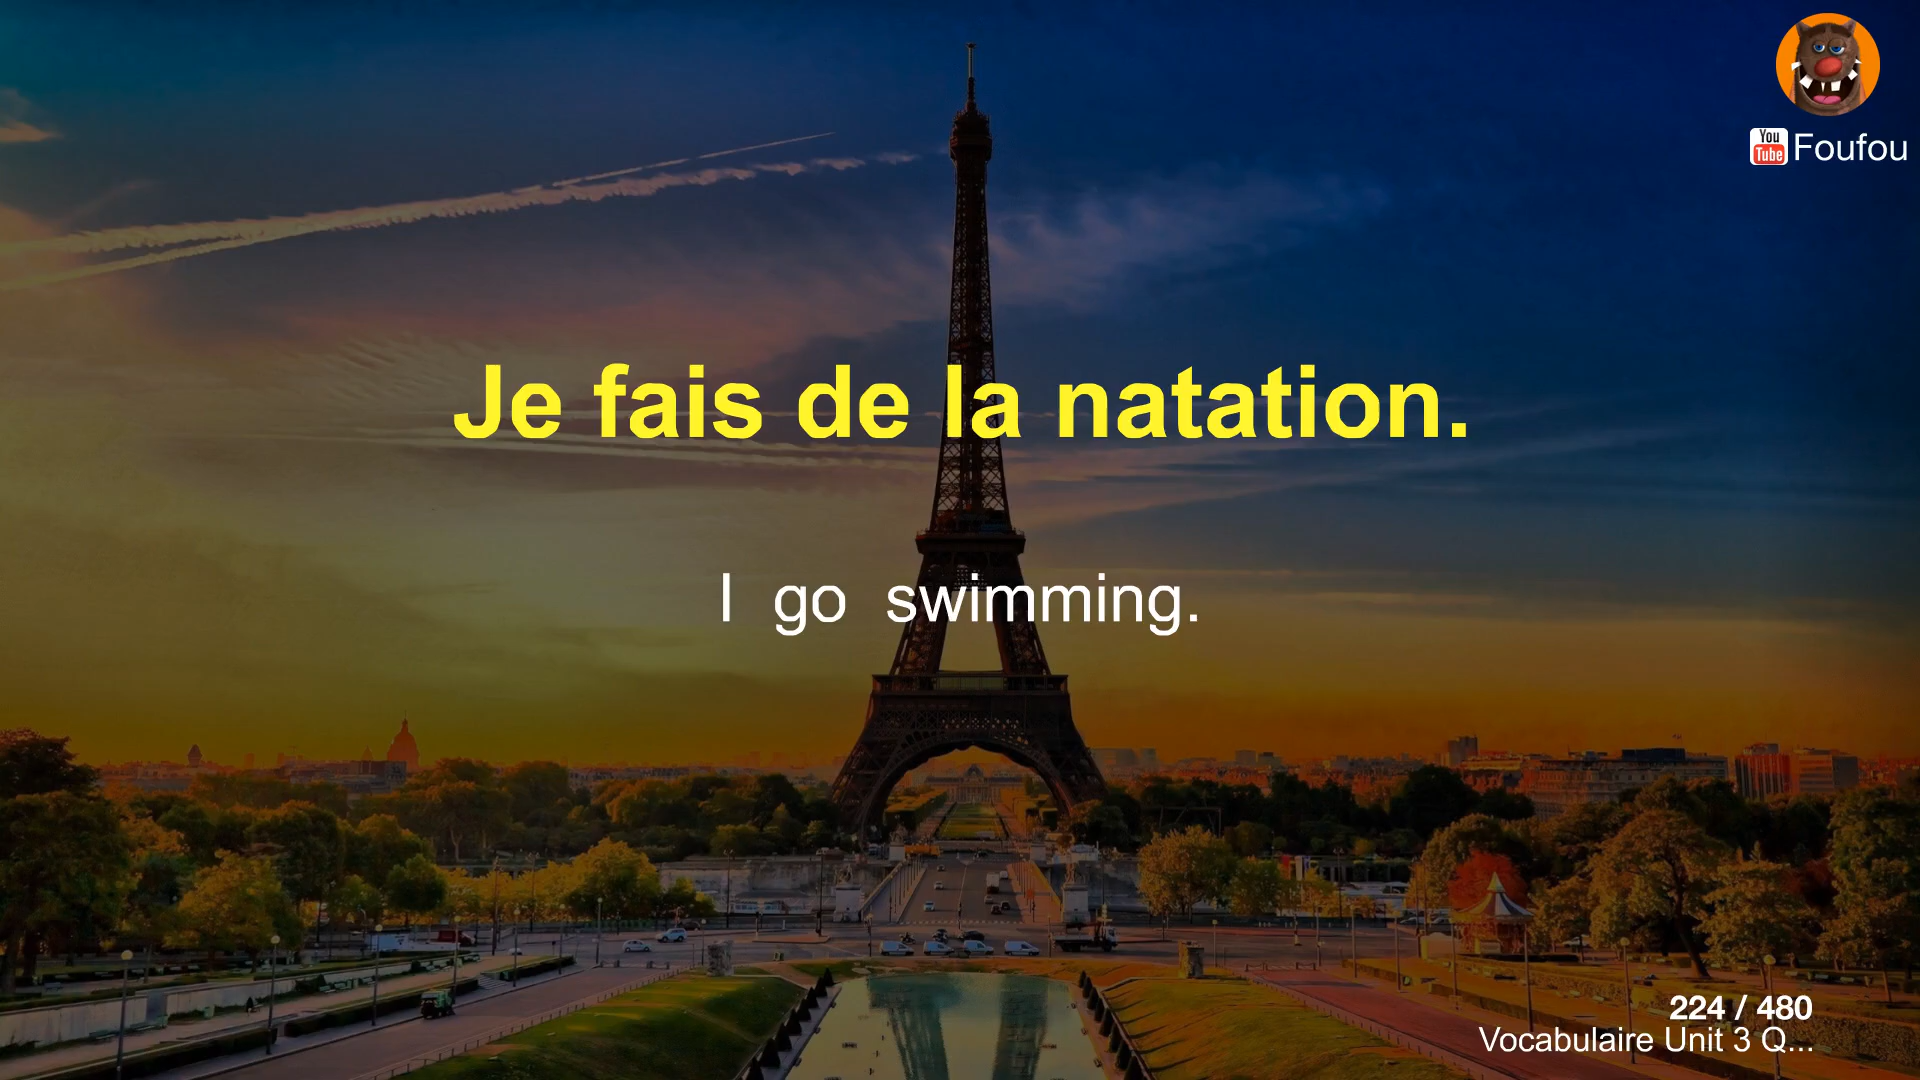 You
Tube Foufou
Je fais de la natation.
I go swimming.
224 / 480
Vocabulaire Unit 3 Q...